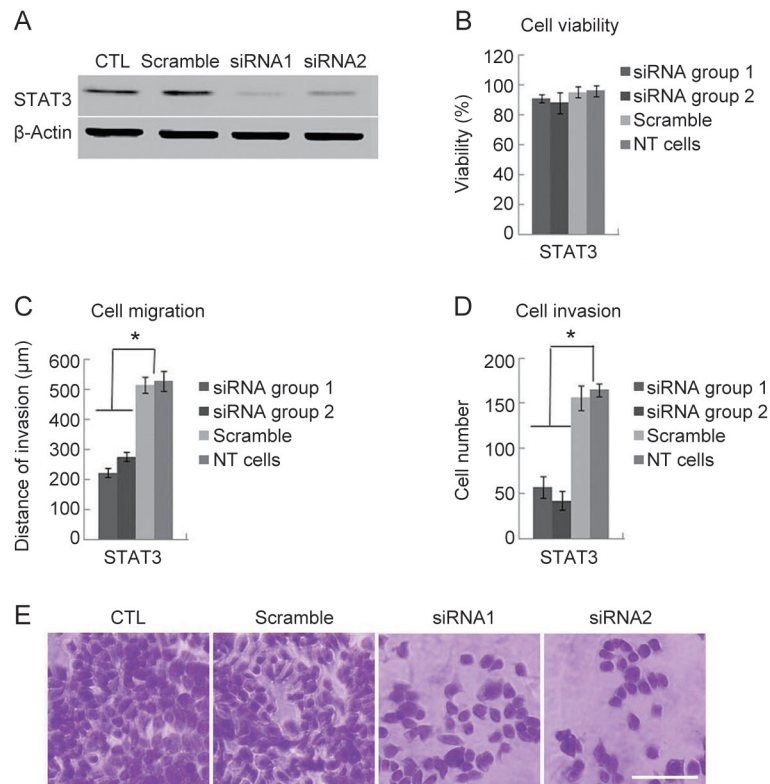 A
CTL Scramble siRNA1 siRNA2
STAT3
β-Actin
B
Cell viability
Viability (%)
120
100
80
60
40
20
0
STAT3
siRNA group 1
siRNA group 2
Scramble
NT cells
C
Cell migration
*
Distance of invasion (μm)
600
500
400
300
200
100
0
STAT3
siRNA group 1
siRNA group 2
Scramble
NT cells
D
Cell invasion
*
Cell number
200
150
100
50
0
STAT3
siRNA group 1
siRNA group 2
Scramble
NT cells
E
CTL Scramble siRNA1 siRNA2